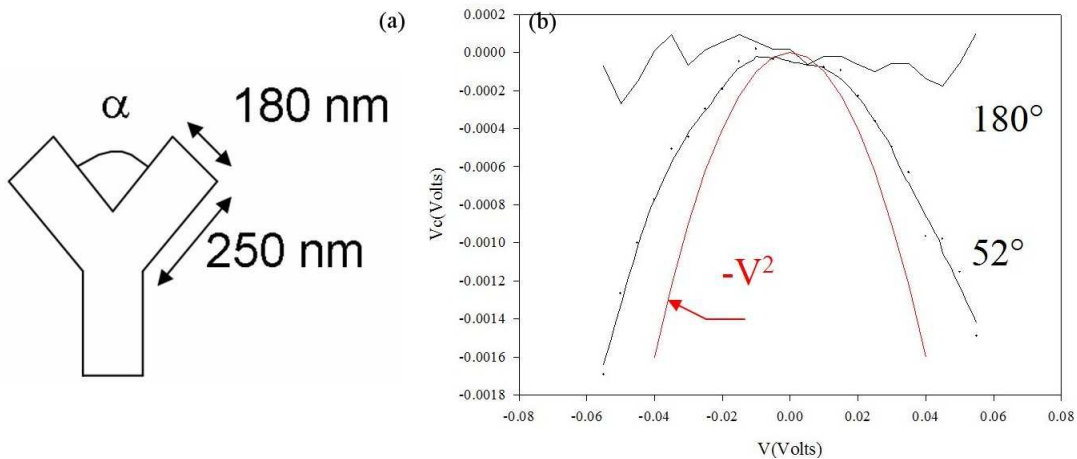 (a)
α
180 nm
250 nm
(b)
0.0002
0.0000
-0.0002
-0.0004
-0.0006
-0.0008
-0.0010
-0.0012
-0.0014
-0.0016
-0.0018
Vc(Volts)
180°
52°
-V²
-0.08 -0.06 -0.04 -0.02 0.00 0.02 0.04 0.06 0.08
V(Volts)